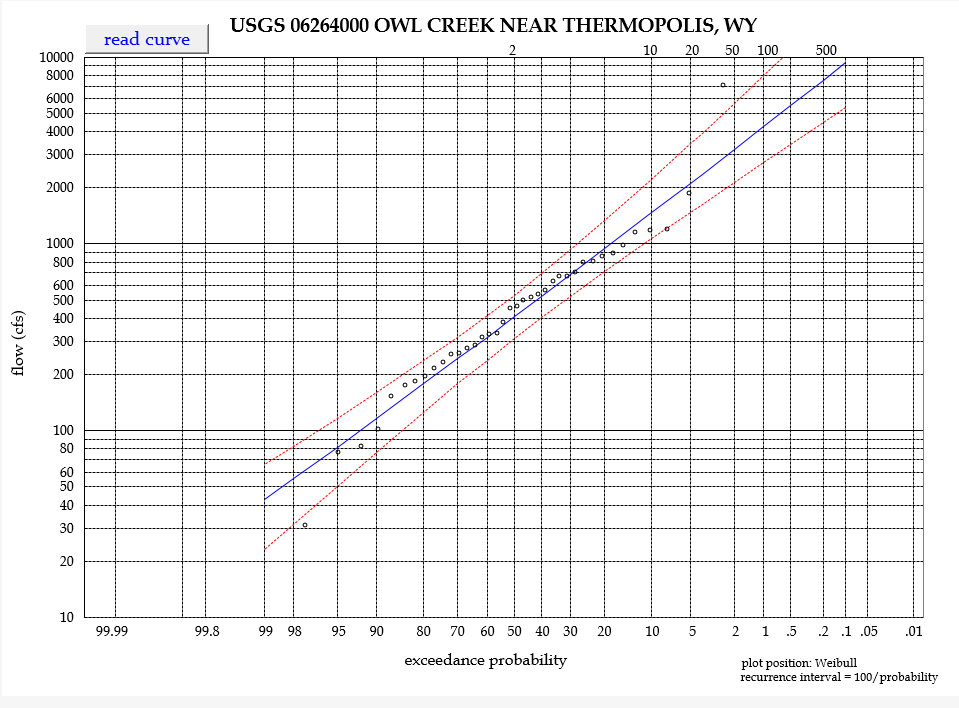 USGS 06264000 OWL CREEK NEAR THERMOPOLIS, WY
read curve
2 10 20 50 100 500
10000
8000
6000
5000
4000
3000
2000
1000
800
600
500
400
300
200
100
80
60
50
40
30
20
10
flow (cfs)
99.99 99.8 99 98 95 90 80 70 60 50 40 30 20 10 5 2 1 .5 .2 .1 .05 .01
exceedance probability
plot position: Weibull
recurrence interval = 100/probability